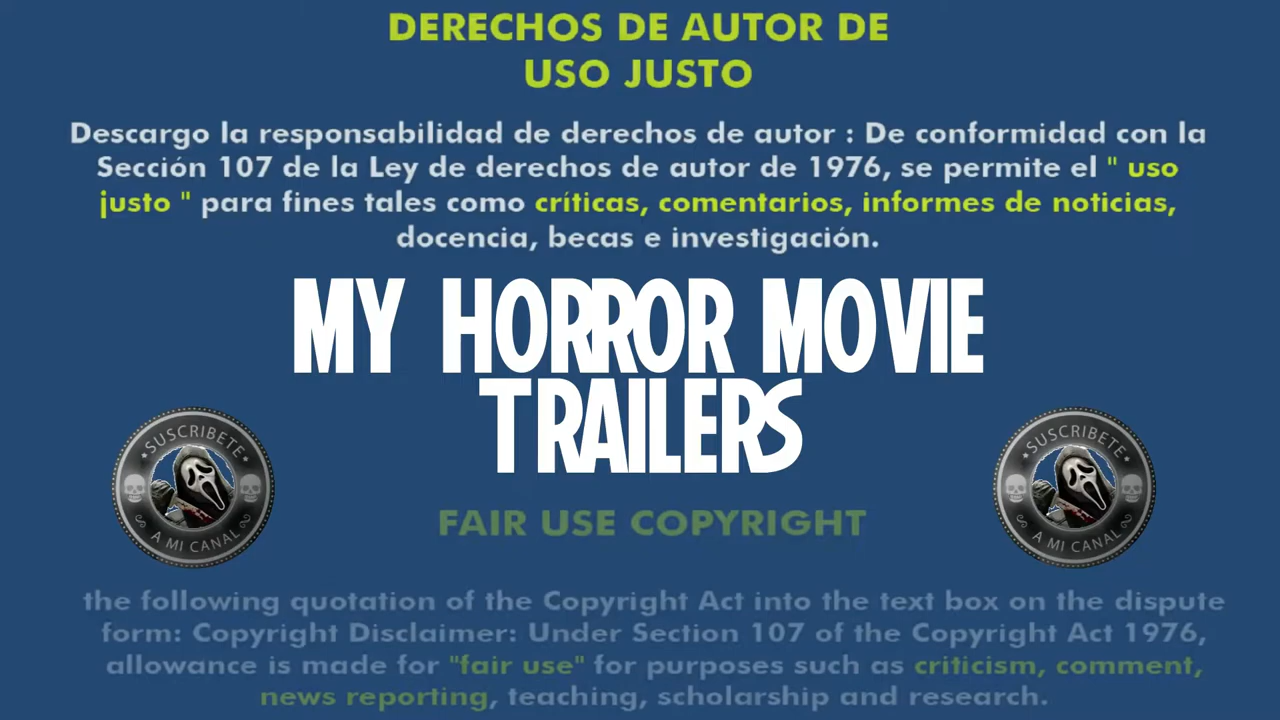 DERECHOS DE AUTOR DE
USO JUSTO
Descargo la responsabilidad de derechos de autor : De conformidad con la
Sección 107 de la Ley de derechos de autor de 1976, se permite el " uso
justo " para fines tales como críticas, comentarios, informes de noticias,
docencia, becas e investigación.
MY HORROR MOVIE
TRAILERS
SUSCRIBETE
A MI CANAL
SUSCRIBETE
A MI CANAL
FAIR USE COPYRIGHT
the following quotation of the Copyright Act into the text box on the dispute
form: Copyright Disclaimer: Under Section 107 of the Copyright Act 1976,
allowance is made for "fair use" for purposes such as criticism, comment,
news reporting, teaching, scholarship and research.